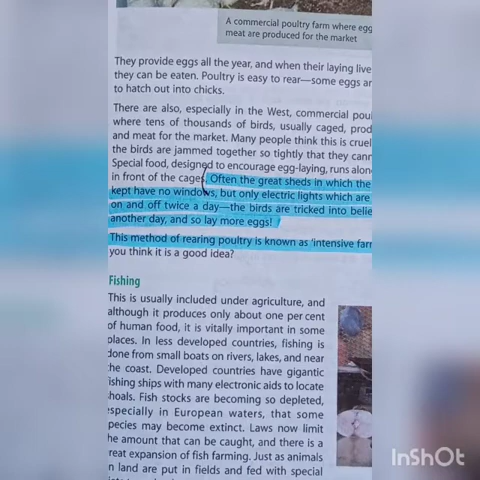 A commercial poultry farm where egg
meat are produced for the market
They provide eggs all the year, and when their laying live
they can be eaten. Poultry is easy to rear—some eggs ar
to hatch out into chicks.
There are also, especially in the West, commercial pou
where tens of thousands of birds, usually caged, prod
and meat for the market. Many people think this is cruel
the birds are jammed together so tightly that they cann
Special food, designed to encourage egg-laying, runs alon
in front of the cages. Often the great sheds in which the
kept have no windows, but only electric lights which are
on and off twice a day—the birds are tricked into belie
another day, and so lay more eggs!
This method of rearing poultry is known as 'intensive farr
you think it is a good idea?
Fishing
This is usually included under agriculture, and
although it produces only about one per cent
of human food, it is vitally important in some
places. In less developed countries, fishing is
done from small boats on rivers, lakes, and near
the coast. Developed countries have gigantic
fishing ships with many electronic aids to locate
shoals. Fish stocks are becoming so depleted,
especially in European waters, that some
pecies may become extinct. Laws now limit
he amount that can be caught, and there is a
reat expansion of fish farming. Just as animals
n land are put in fields and fed with special
InShOt